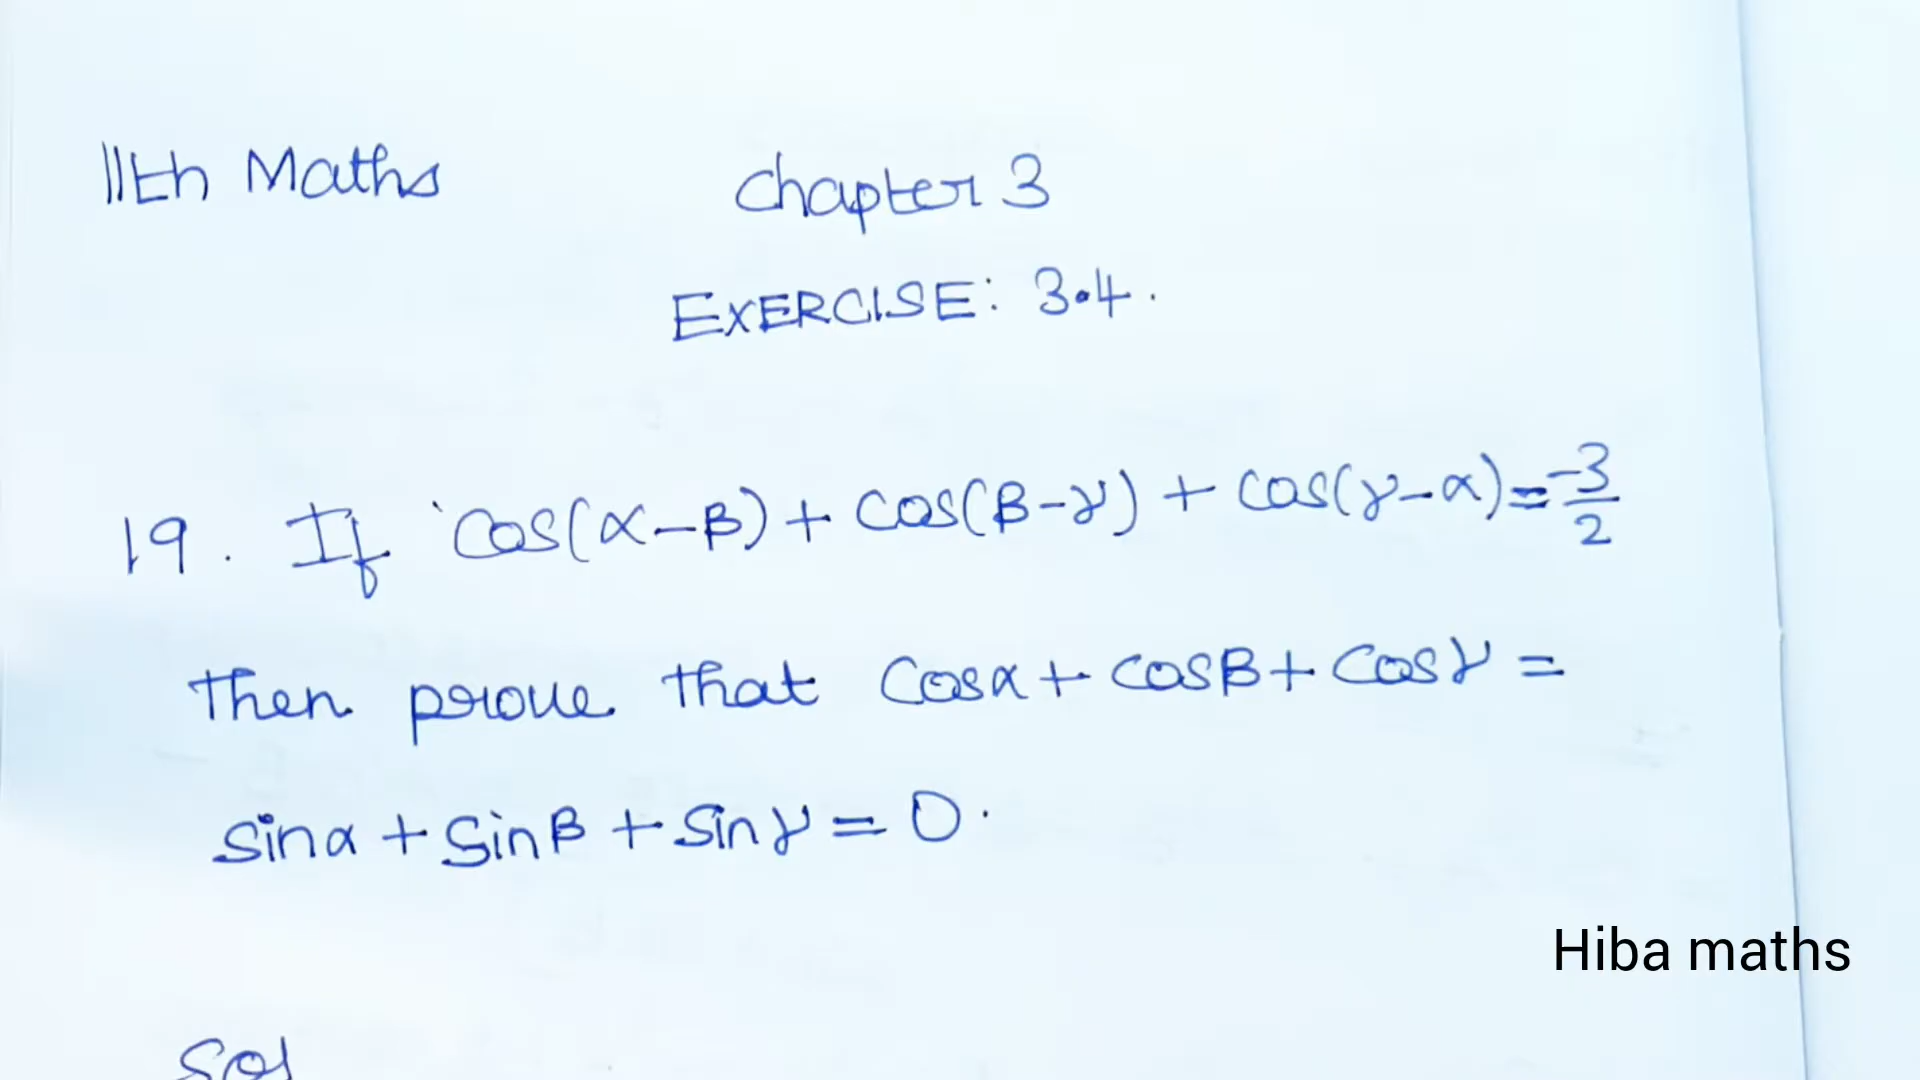 11th Maths Chapter 3
EXERCISE: 3.4.
19. If cos(α-β) + cos(β-γ) + cos(γ-α) = -3/2
Then prove that cosα + cosβ + cosγ =
sinα + sinβ + sinγ = 0.
Hiba maths
Sol